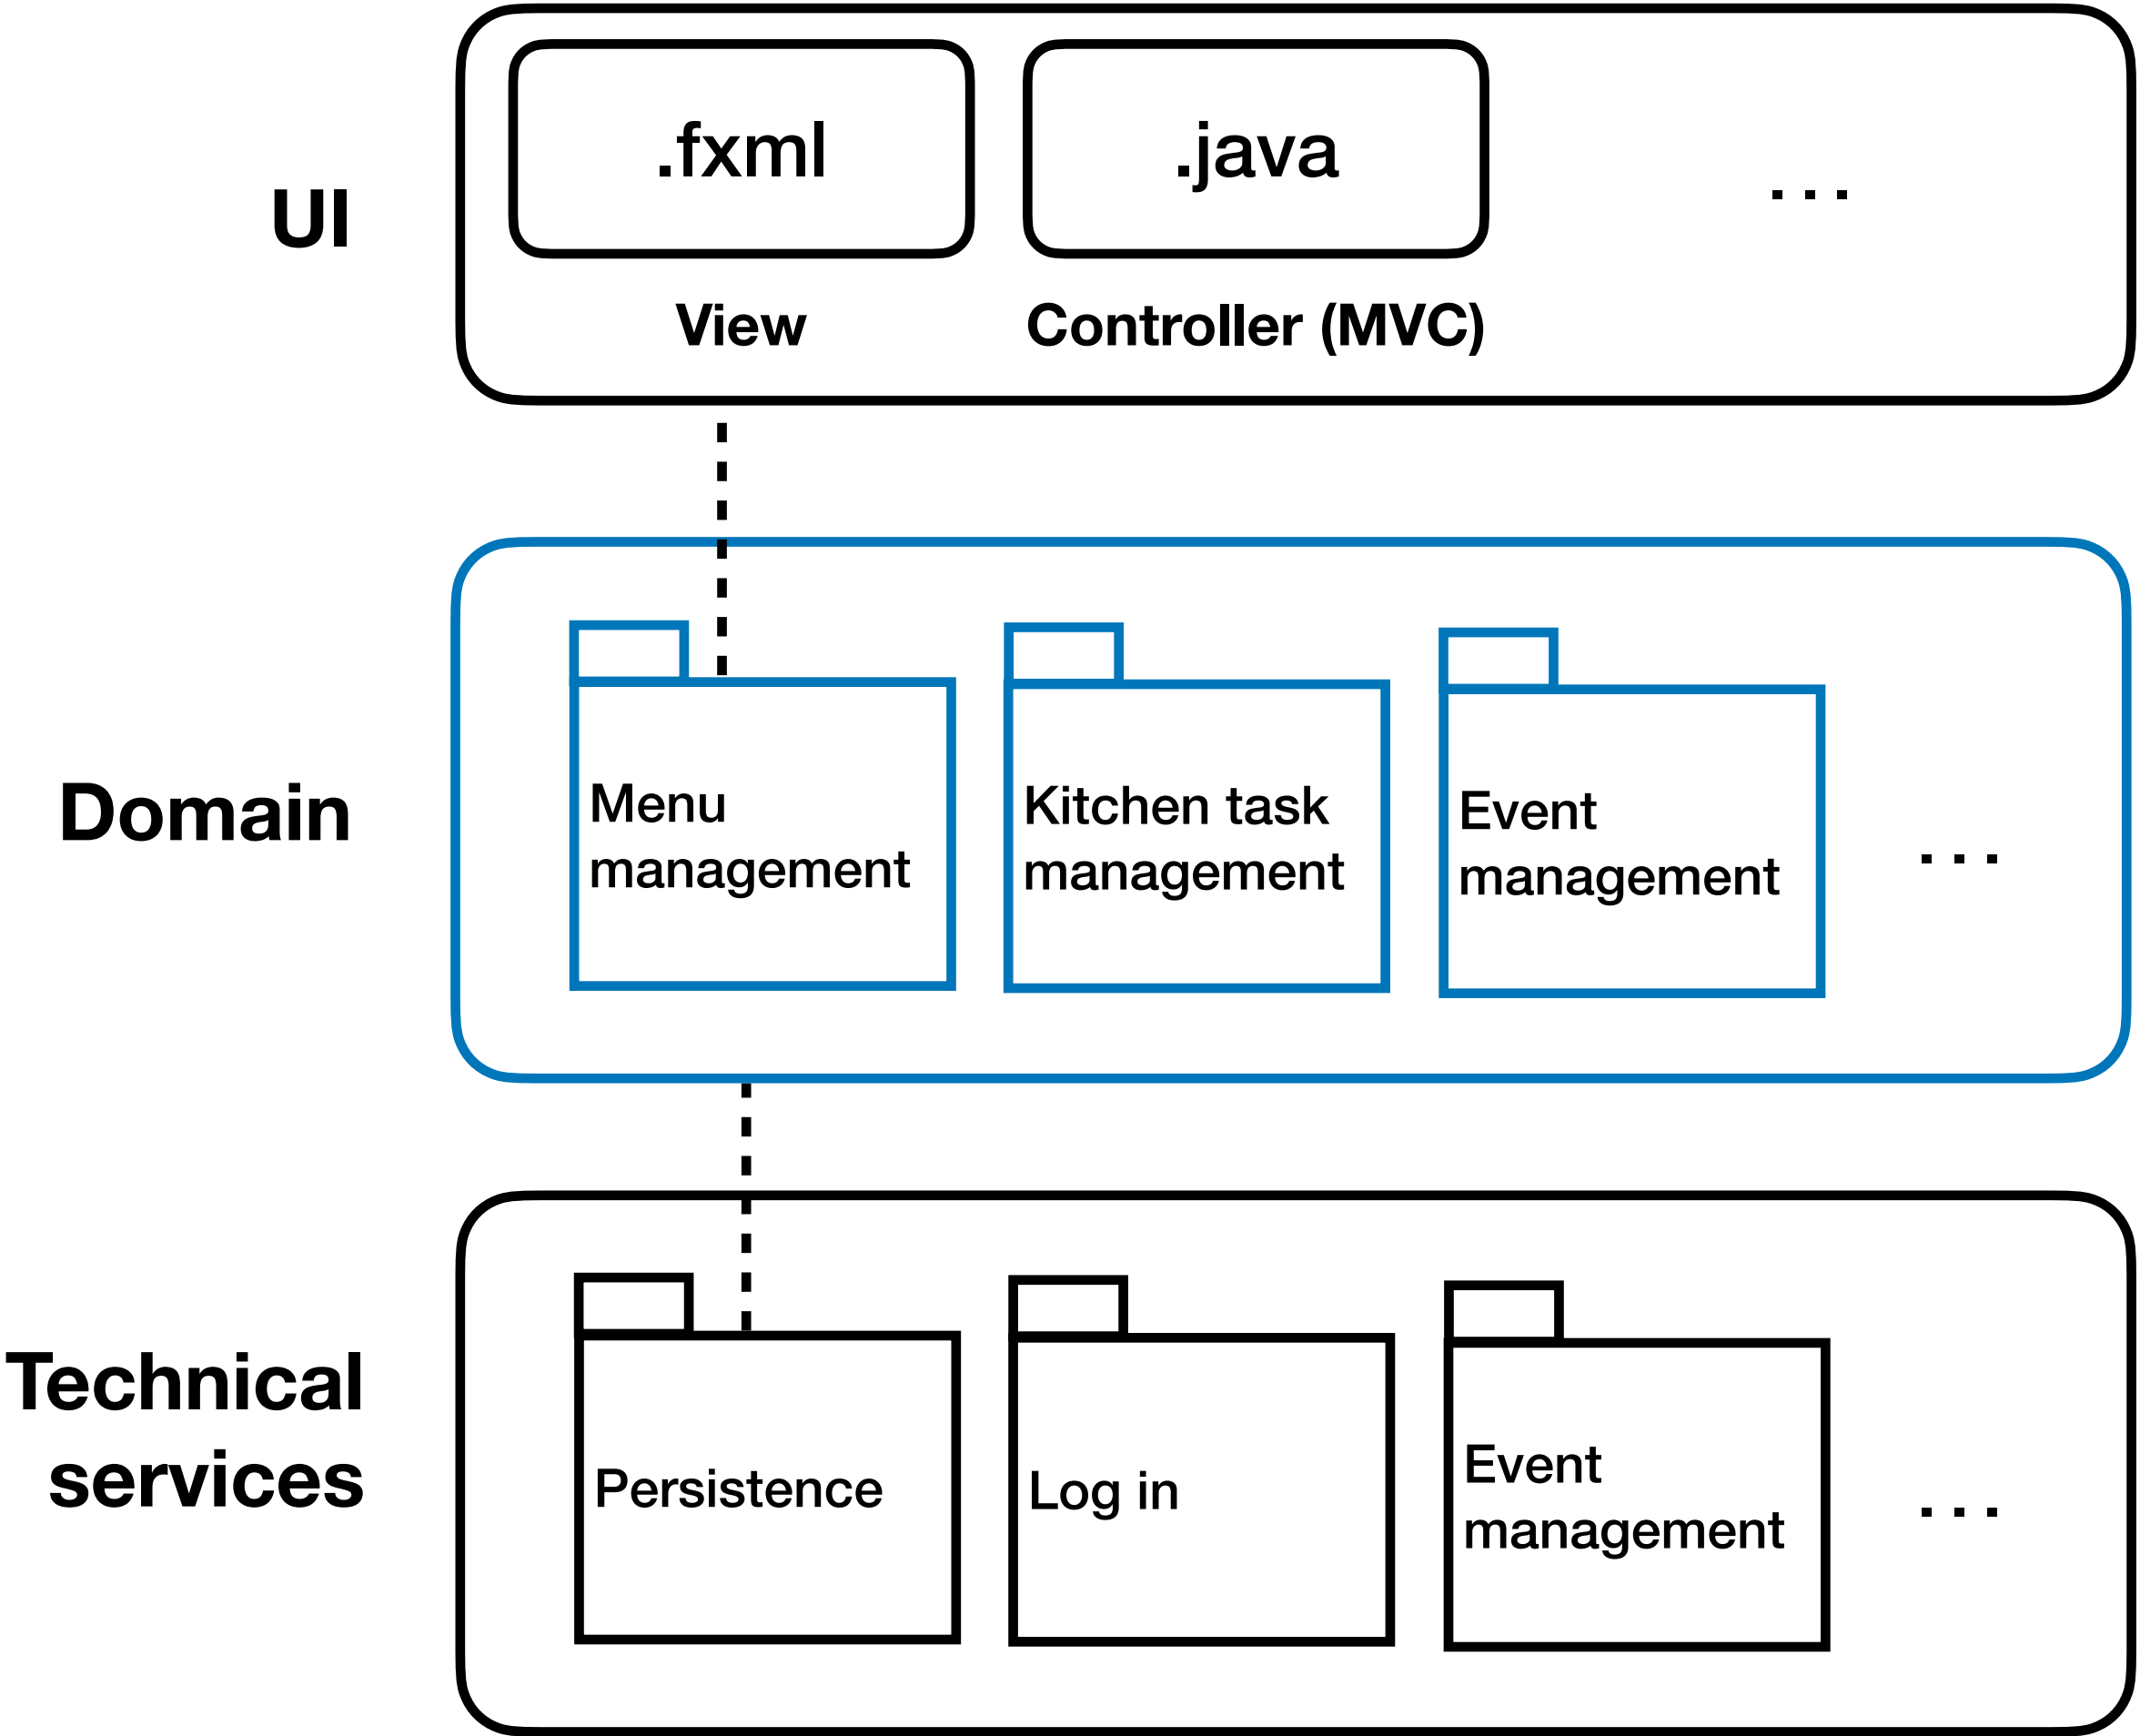 UI
.fxml
.java
. . .
View
Controller (MVC)
Domain
Menu
management
Kitchen task
management
Event
management
. . .
Technical
services
Persistence
Log in
Event
management
. . .